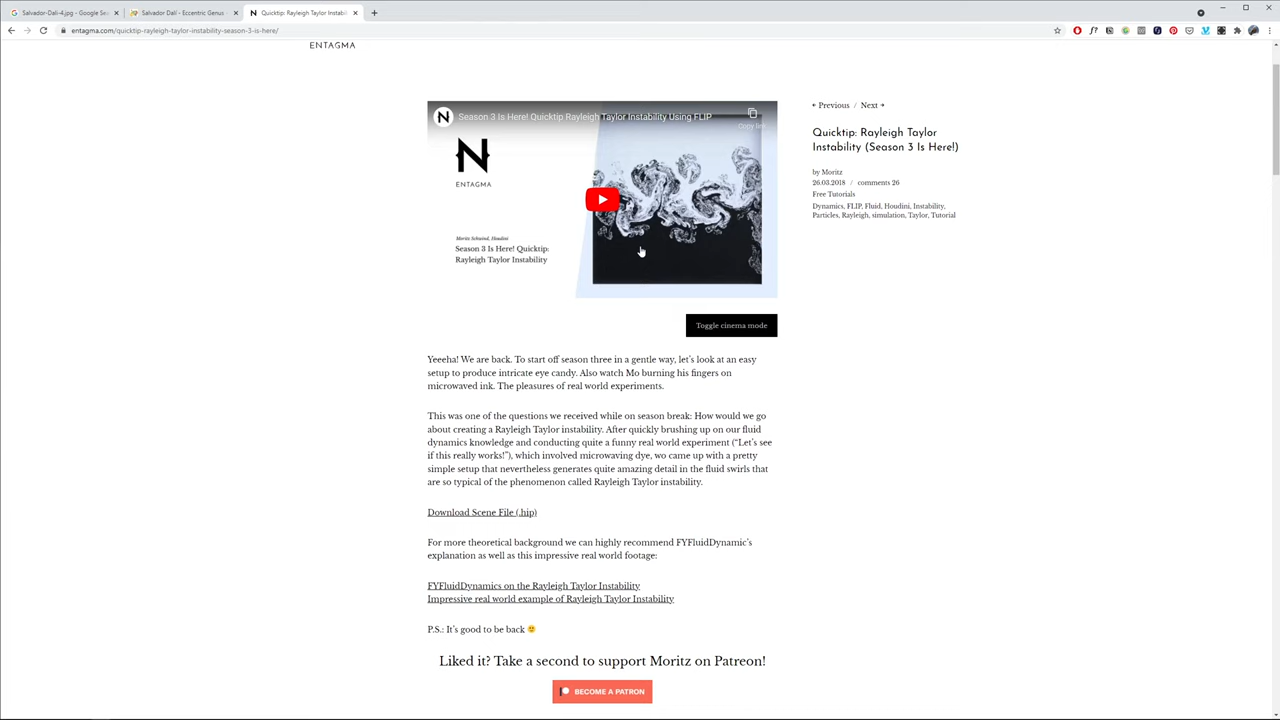 Salvador-Dali-4.jpg - Google Sea
Salvador Dalí - Eccentric Genius
Quicktip: Rayleigh Taylor Instabil
entagma.com/quicktip-rayleigh-taylor-instability-season-3-is-here/
ENTAGMA
Season 3 Is Here! Quicktip Rayleigh Taylor Instability Using FLIP
Copy link
N
ENTAGMA
Moritz Schwind, Houdini
Season 3 Is Here! Quicktip:
Rayleigh Taylor Instability
Toggle cinema mode
Previous / Next
Quicktip: Rayleigh Taylor
Instability (Season 3 Is Here!)
by Moritz
26.03.2018 / comments 26
Free Tutorials
Dynamics, FLIP, Fluid, Houdini, Instability,
Particles, Rayleigh, simulation, Taylor, Tutorial
Yeeeha! We are back. To start off season three in a gentle way, let's look at an easy
setup to produce intricate eye candy. Also watch Mo burning his fingers on
microwaved ink. The pleasures of real world experiments.
This was one of the questions we received while on season break: How would we go
about creating a Rayleigh Taylor instability. After quickly brushing up on our fluid
dynamics knowledge and conducting quite a funny real world experiment ("Let's see
if this really works!"), which involved microwaving dye, wo came up with a pretty
simple setup that nevertheless generates quite amazing detail in the fluid swirls that
are so typical of the phenomenon called Rayleigh Taylor instability.
Download Scene File (.hip)
For more theoretical background we can highly recommend FYFluidDynamic's
explanation as well as this impressive real world footage:
FYFluidDynamics on the Rayleigh Taylor Instability
Impressive real world example of Rayleigh Taylor Instability
P.S.: It's good to be back 🙂
Liked it? Take a second to support Moritz on Patreon!
BECOME A PATRON